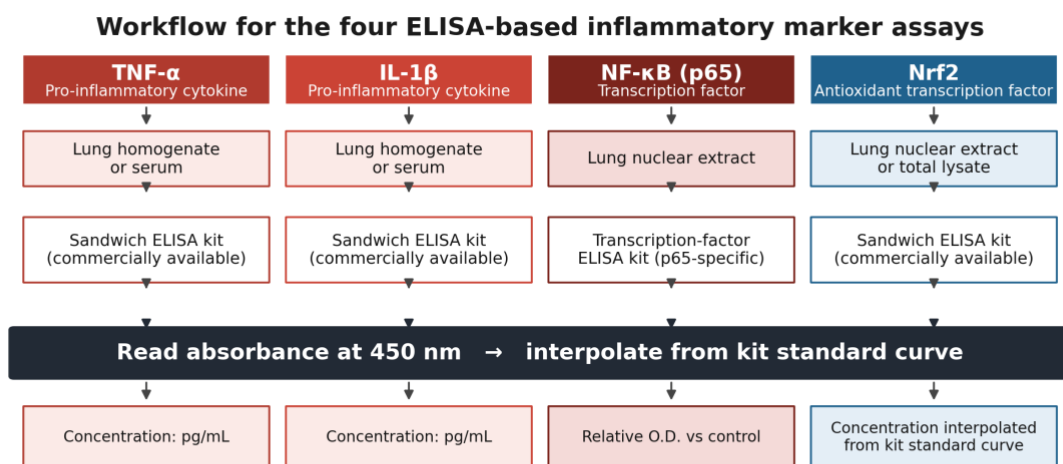 Workflow for the four ELISA-based inflammatory marker assays
TNF-α
Pro-inflammatory cytokine
IL-1β
Pro-inflammatory cytokine
NF-κB (p65)
Transcription factor
Nrf2
Antioxidant transcription factor
Lung homogenate
or serum
Lung homogenate
or serum
Lung nuclear extract
Lung nuclear extract
or total lysate
Sandwich ELISA kit
(commercially available)
Sandwich ELISA kit
(commercially available)
Transcription-factor
ELISA kit (p65-specific)
Sandwich ELISA kit
(commercially available)
Read absorbance at 450 nm → interpolate from kit standard curve
Concentration: pg/mL
Concentration: pg/mL
Relative O.D. vs control
Concentration interpolated
from kit standard curve